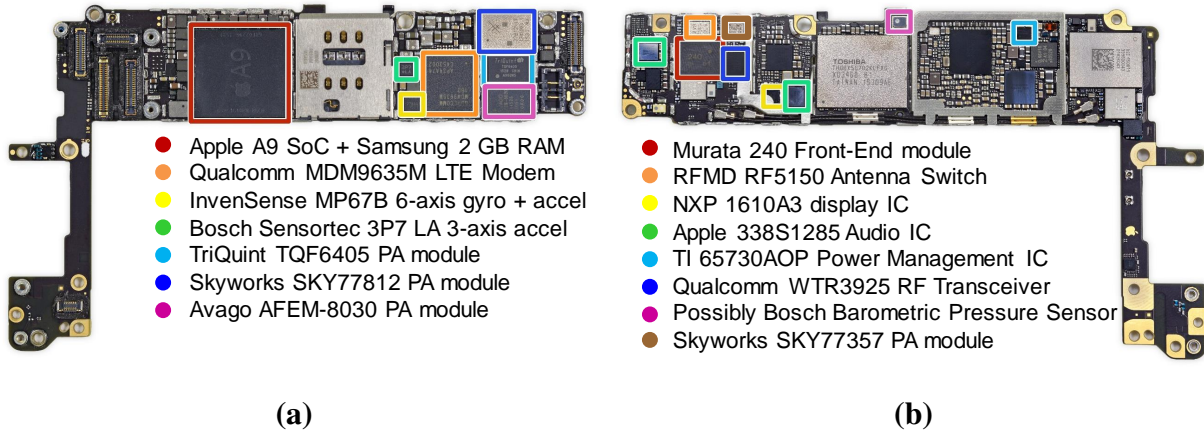 A9
TOSHIBA
Apple A9 SoC + Samsung 2 GB RAM
Qualcomm MDM9635M LTE Modem
InvenSense MP67B 6-axis gyro + accel
Bosch Sensortec 3P7 LA 3-axis accel
TriQuint TQF6405 PA module
Skyworks SKY77812 PA module
Avago AFEM-8030 PA module
Murata 240 Front-End module
RFMD RF5150 Antenna Switch
NXP 1610A3 display IC
Apple 338S1285 Audio IC
TI 65730AOP Power Management IC
Qualcomm WTR3925 RF Transceiver
Possibly Bosch Barometric Pressure Sensor
Skyworks SKY77357 PA module
(a)
(b)